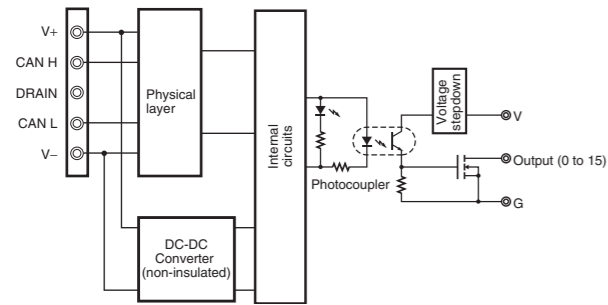 V+
CAN H
DRAIN
CAN L
V–
Physical
layer
DC-DC
Converter
(non-insulated)
Internal
circuits
Photocoupler
Voltage
stepdown
V
Output (0 to 15)
G